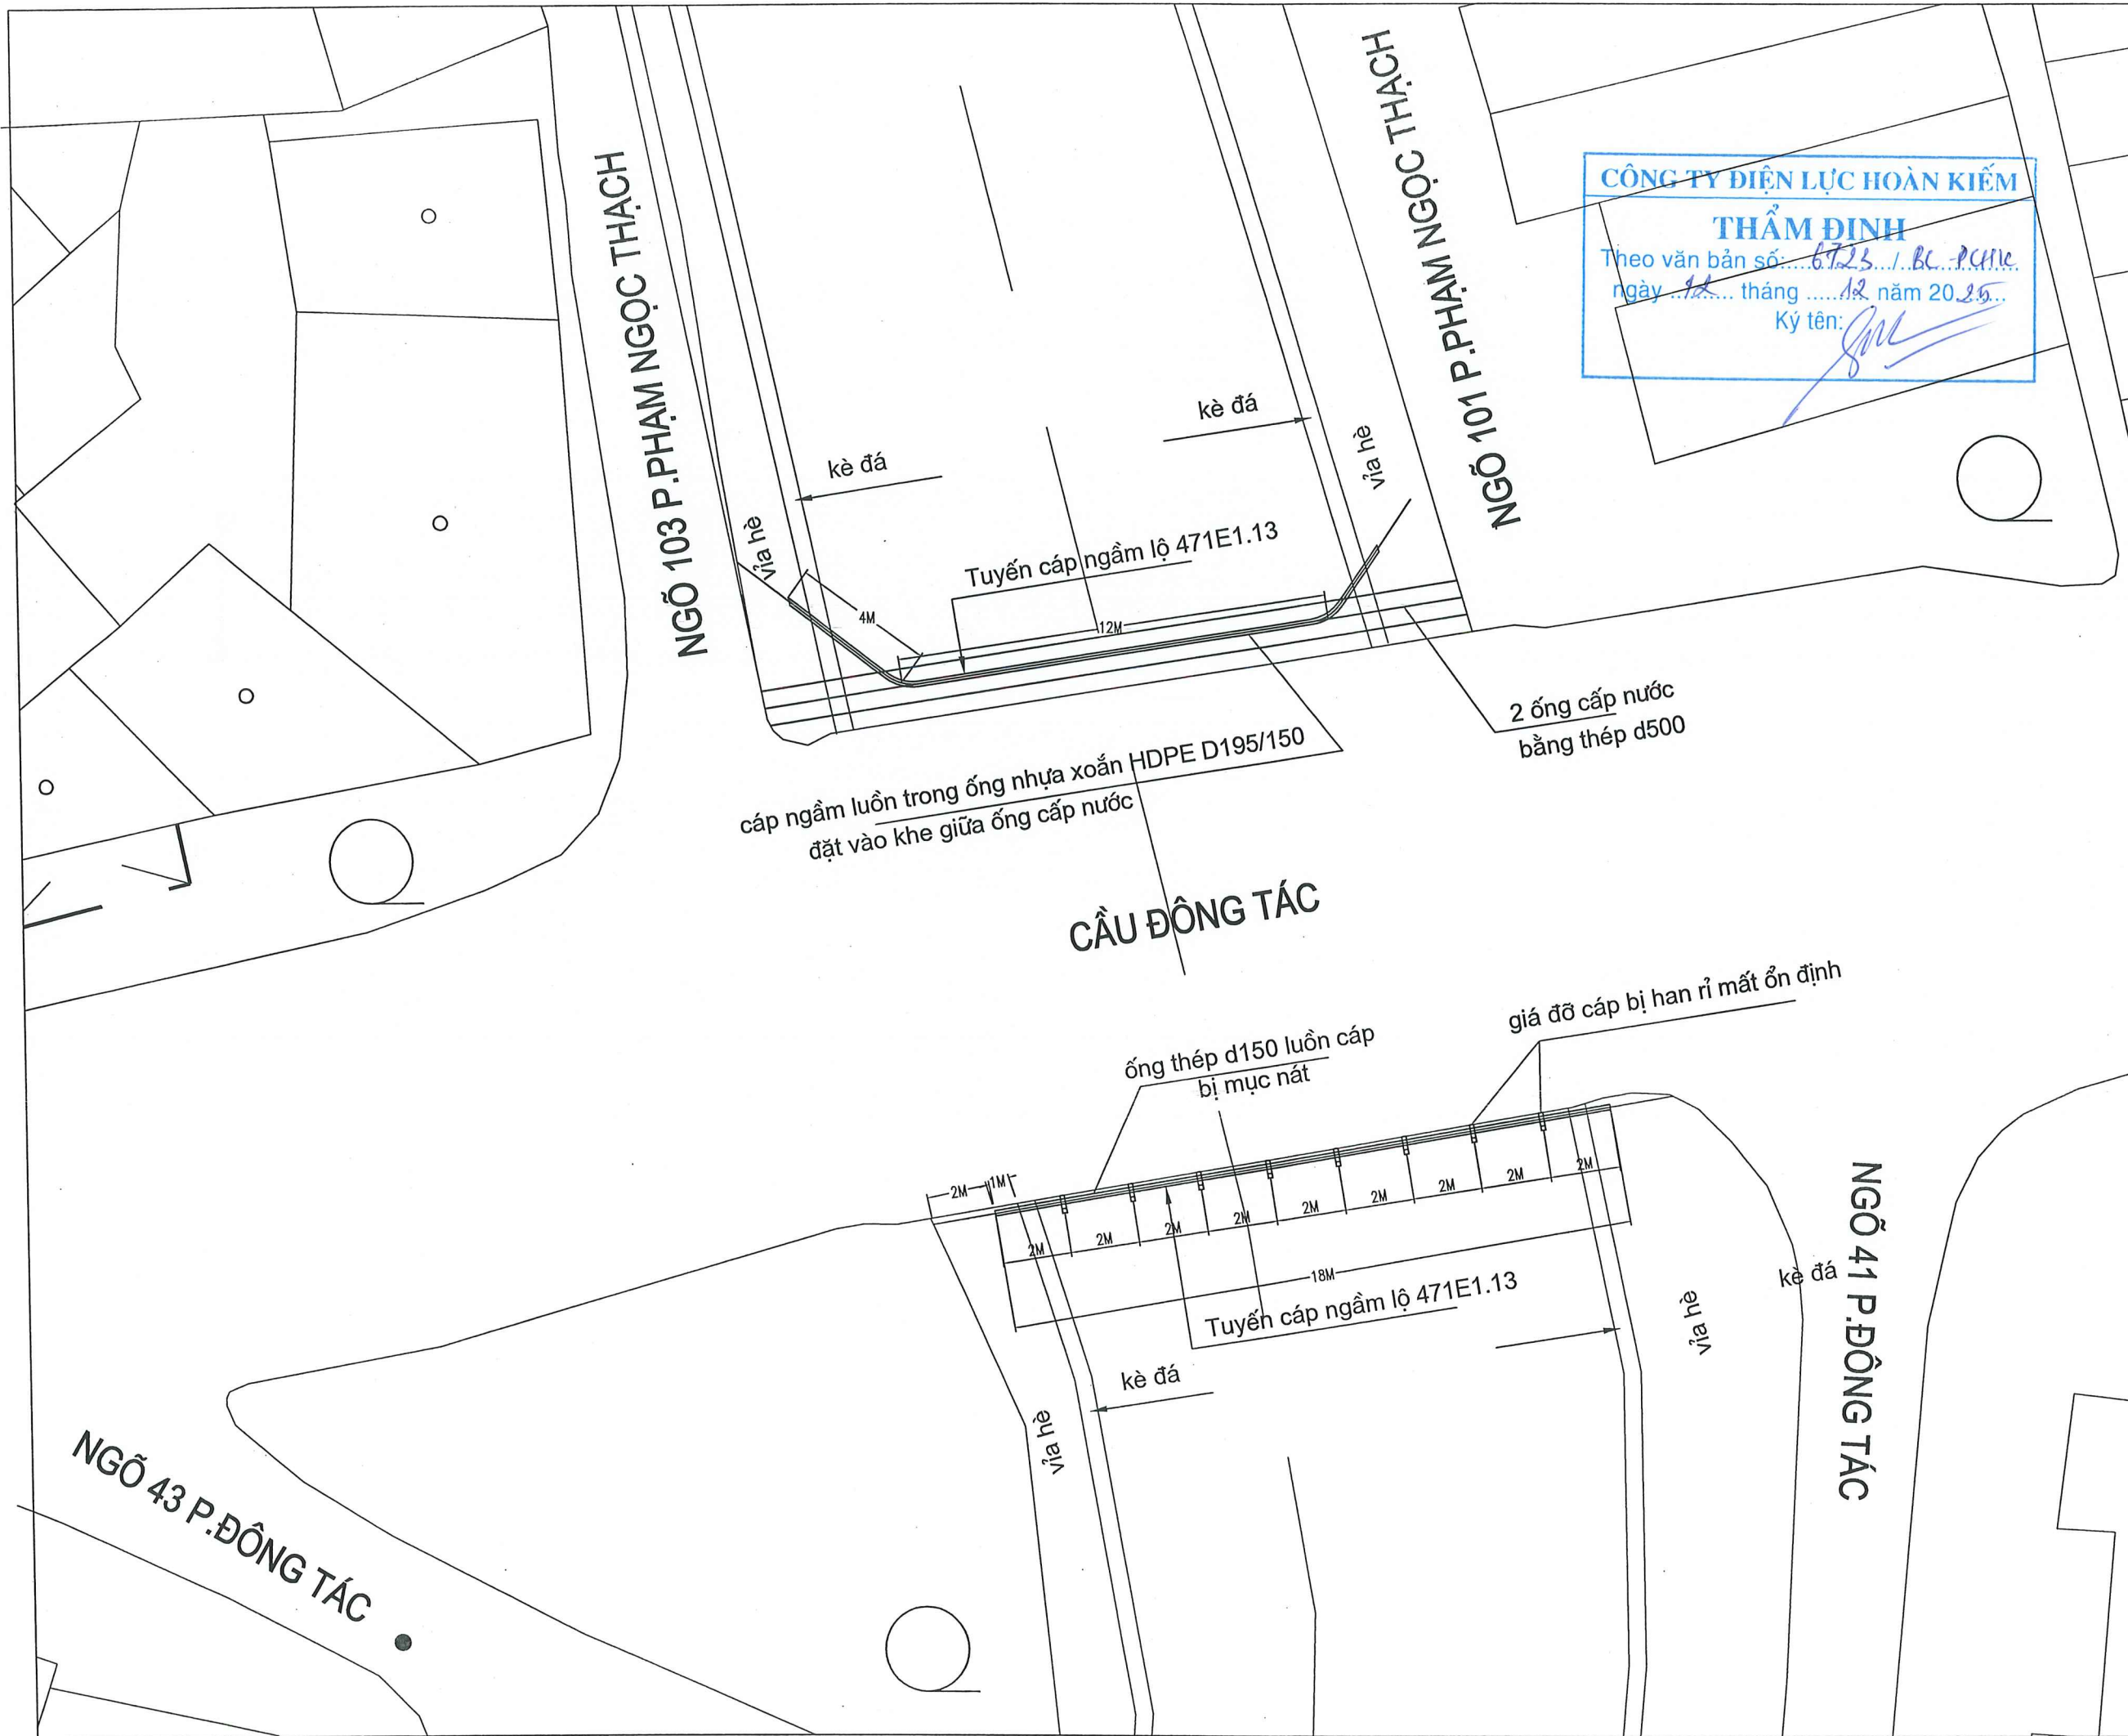 NGÕ 103 P.PHẠM NGỌC THẠCH
NGÕ 101 P.PHẠM NGỌC THẠCH
CÔNG TY ĐIỆN LỰC HOÀN KIẾM
THẨM ĐỊNH
Theo văn bản số:....6723.../..BC-PCHK
ngày ..12.... tháng .......12 năm 20.25...
Ký tên:
kè đá
kè đá
vỉa hè
vỉa hè
Tuyến cáp ngầm lộ 471E1.13
4M
12M
2 ống cấp nước
bằng thép d500
cáp ngầm luồn trong ống nhựa xoắn HDPE D195/150
đặt vào khe giữa ống cấp nước
CẦU ĐÔNG TÁC
giá đỡ cáp bị han rỉ mất ổn định
ống thép d150 luồn cáp
bị mục nát
2M
1M
2M
2M
2M
2M
2M
2M
2M
2M
2M
18M
Tuyến cáp ngầm lộ 471E1.13
kè đá
kè đá
vỉa hè
vỉa hè
NGÕ 41 P.ĐÔNG TÁC
NGÕ 43 P.ĐÔNG TÁC